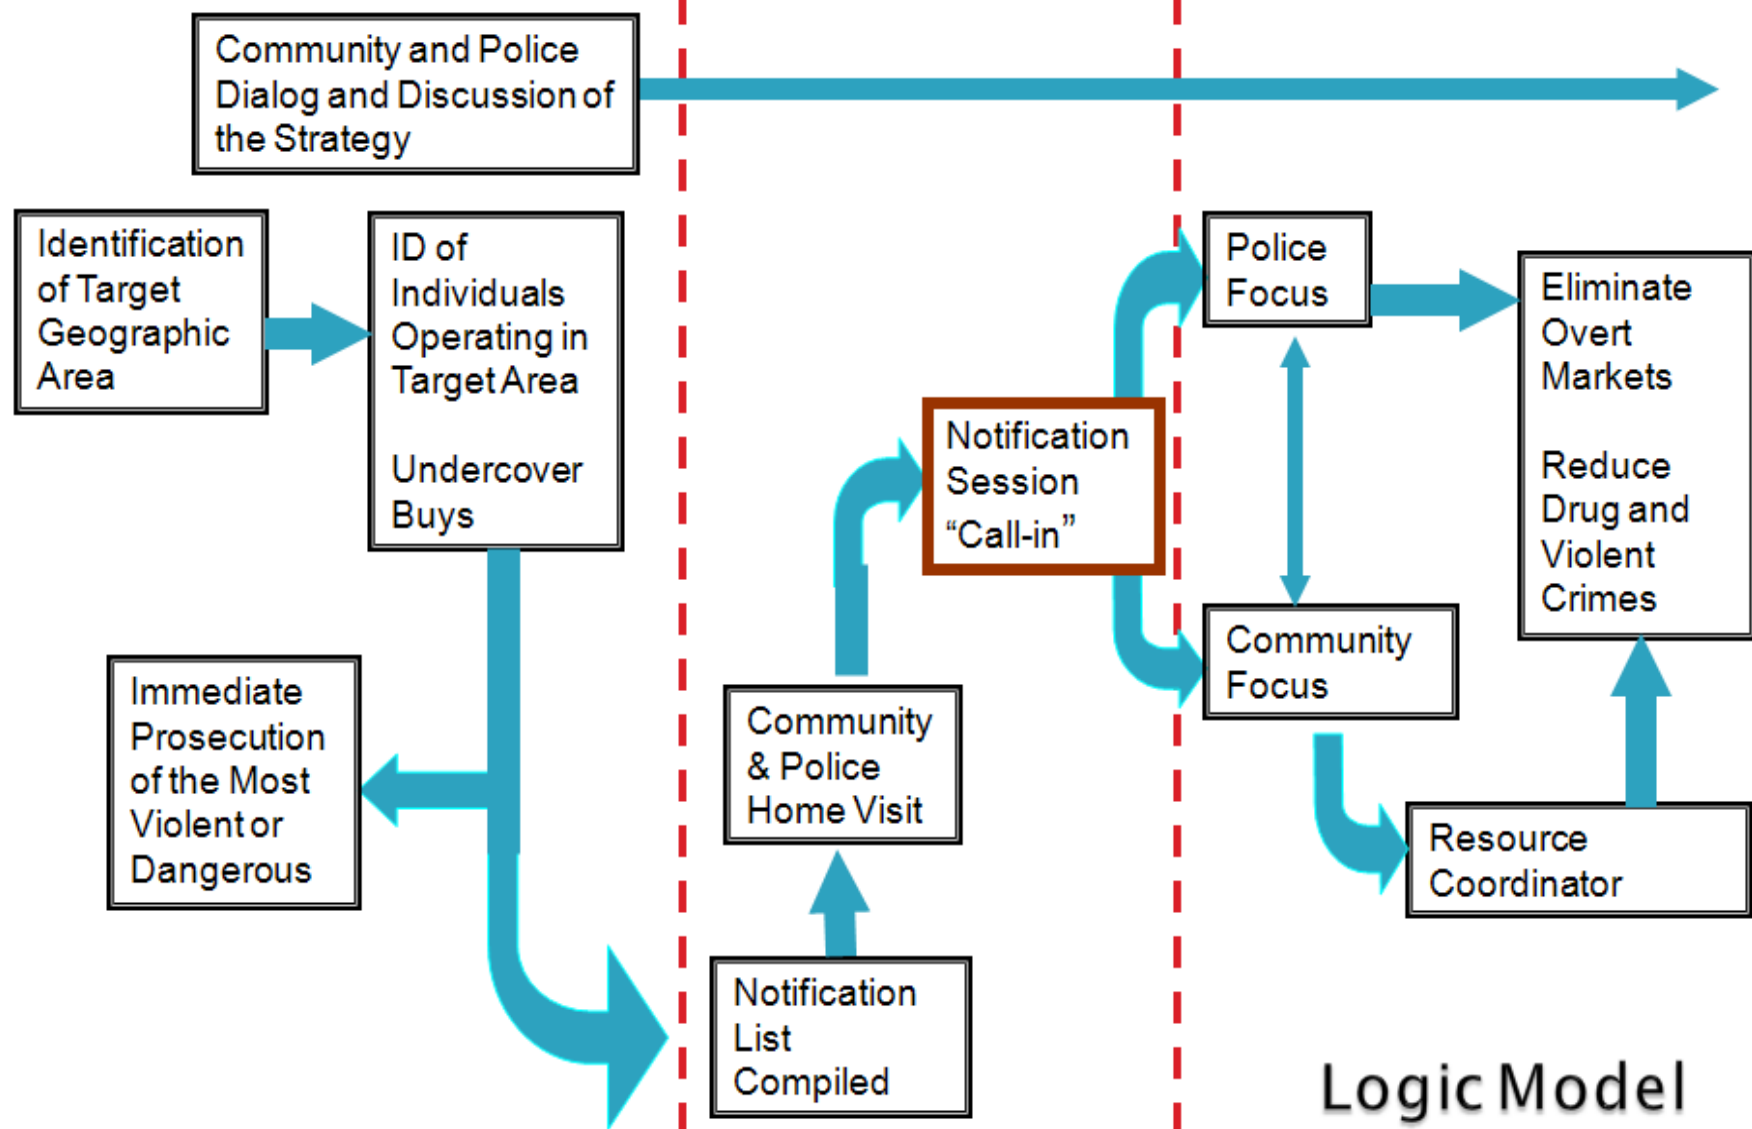 Community and Police
Dialog and Discussion of
the Strategy
Identification
of Target
Geographic
Area
ID of
Individuals
Operating in
Target Area
Undercover
Buys
Immediate
Prosecution
of the Most
Violent or
Dangerous
Notification
List
Compiled
Community
& Police
Home Visit
Notification
Session
“Call-in”
Police
Focus
Community
Focus
Resource
Coordinator
Eliminate
Overt
Markets
Reduce
Drug and
Violent
Crimes
Logic Model